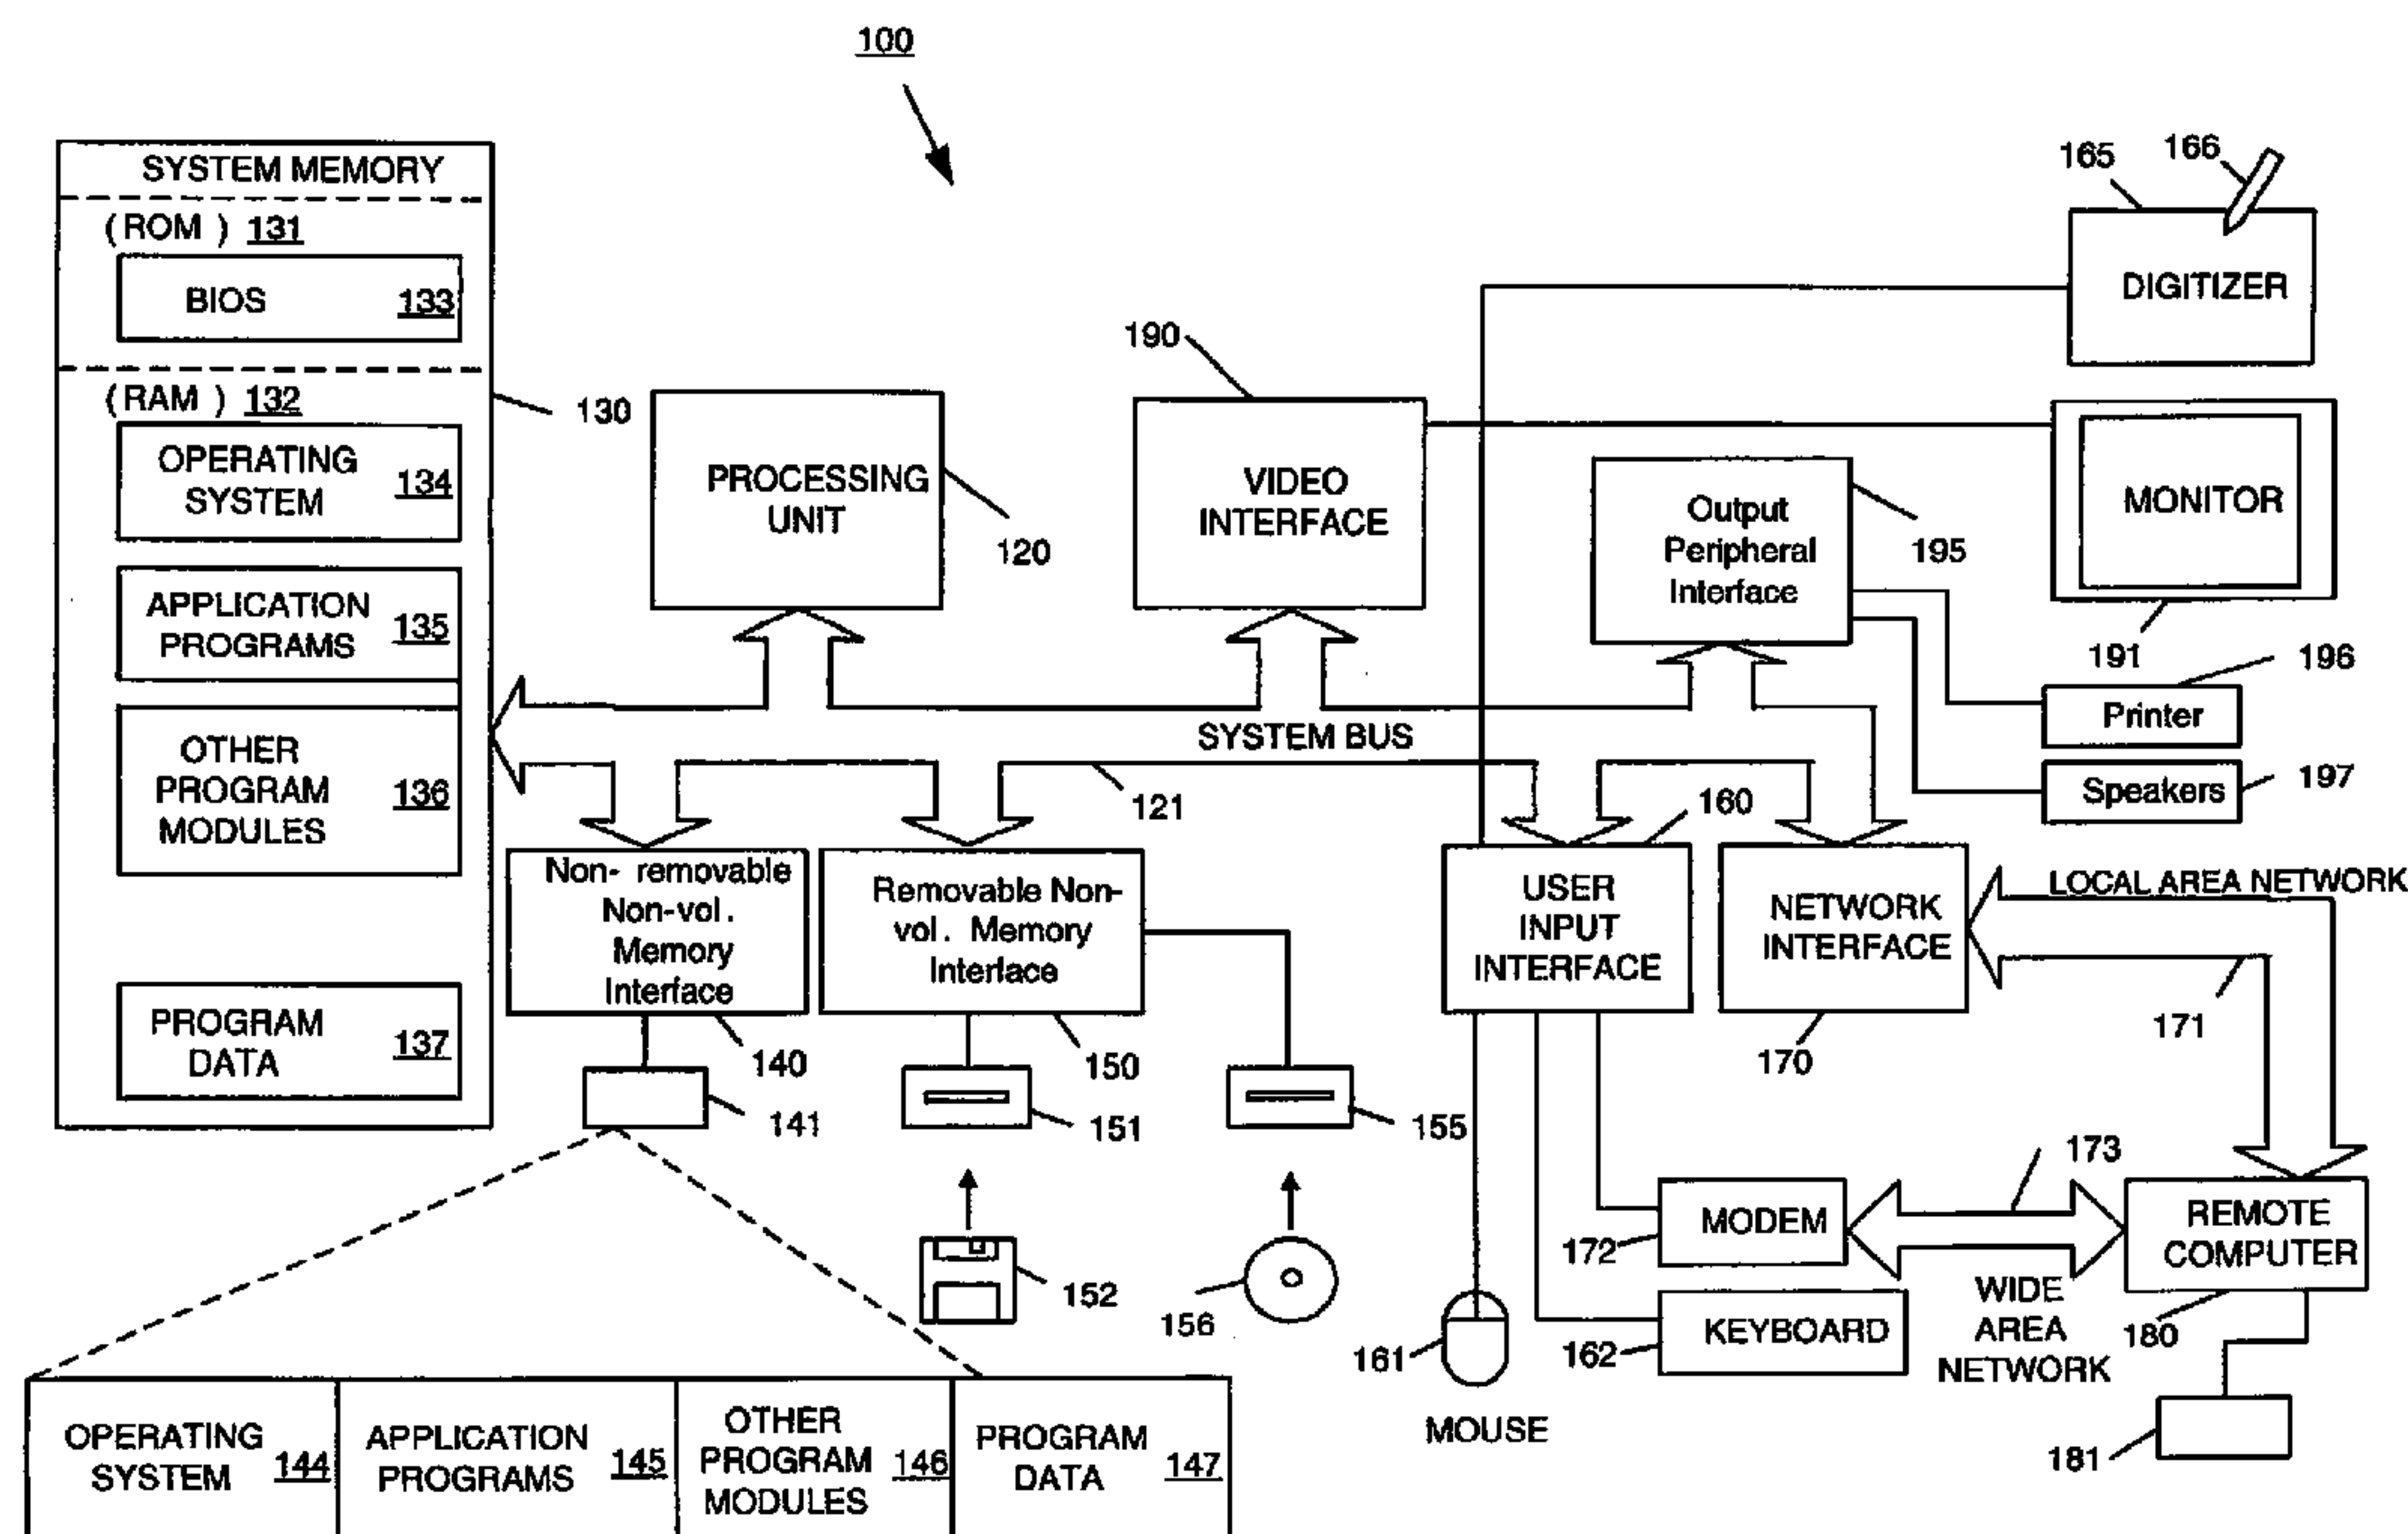 100
SYSTEM MEMORY
(ROM) 131
BIOS 133
(RAM) 132
OPERATING
SYSTEM
134
APPLICATION
PROGRAMS
135
OTHER
PROGRAM
MODULES
136
PROGRAM
DATA
137
130
PROCESSING
UNIT
120
190
VIDEO
INTERFACE
Output
Peripheral
Interface
195
165
166
DIGITIZER
MONITOR
191
196
Printer
Speakers
197
SYSTEM BUS
121
Non- removable
Non-vol.
Memory
Interface
140
141
Removable Non-
vol. Memory
Interface
150
151
155
152
156
160
USER
INPUT
INTERFACE
NETWORK
INTERFACE
170
LOCAL AREA NETWORK
171
173
MODEM
172
REMOTE
COMPUTER
180
181
WIDE
AREA
NETWORK
KEYBOARD
162
161
MOUSE
OPERATING
SYSTEM
144
APPLICATION
PROGRAMS
145
OTHER
PROGRAM
MODULES
146
PROGRAM
DATA
147